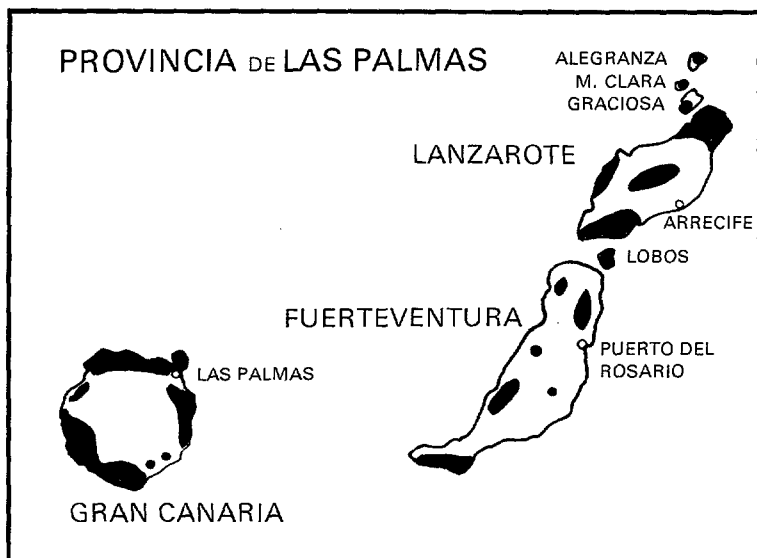 PROVINCIA DE LAS PALMAS
ALEGRANZA
M. CLARA
GRACIOSA
LANZAROTE
ARRECIFE
LOBOS
FUERTEVENTURA
PUERTO DEL
ROSARIO
LAS PALMAS
GRAN CANARIA